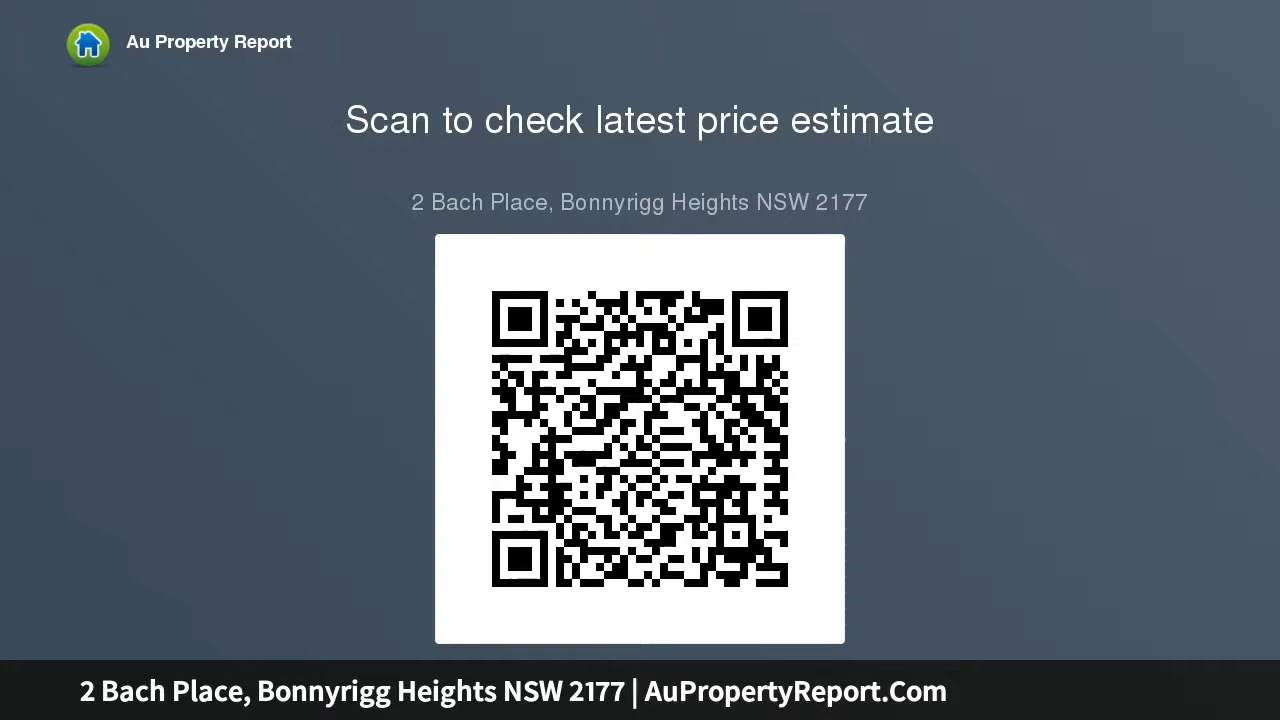 Au Property Report
Scan to check latest price estimate
2 Bach Place, Bonnyrigg Heights NSW 2177
2 Bach Place, Bonnyrigg Heights NSW 2177 | AuPropertyReport.Com